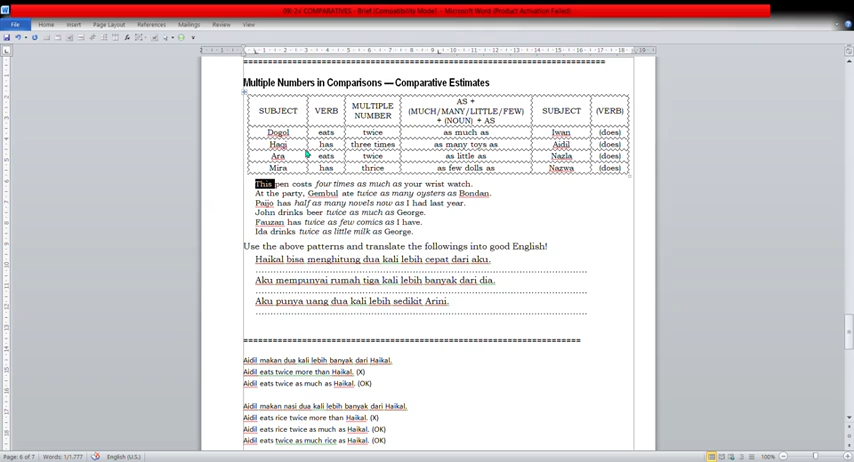 BR-JV COMPARATIVES - Brief [Compatibility Mode] - Microsoft Word (Product Activation Failed)
File Home Insert Page Layout References Mailings Review View
================================================================================
Multiple Numbers in Comparisons — Comparative Estimates
SUBJECT VERB MULTIPLE NUMBER AS + (MUCH/MANY/LITTLE/FEW) + (NOUN) + AS SUBJECT (VERB)
Dogol eats twice as much as Iwan (does)
Haqi has three times as many toys as Aidil (does)
Ara eats twice as little as Nazla (does)
Mira has thrice as few dolls as Nazwa (does)
This pen costs four times as much as your wrist watch.
At the party, Gembul ate twice as many oysters as Bondan.
Paijo has half as many novels now as I had last year.
John drinks beer twice as much as George.
Fauzan has twice as few comics as I have.
Ida drinks twice as little milk as George.
Use the above patterns and translate the followings into good English!
Haikal bisa menghitung dua kali lebih cepat dari aku.
Aku mempunyai rumah tiga kali lebih banyak dari dia.
Aku punya uang dua kali lebih sedikit Arini.
================================================================================
Aidil makan dua kali lebih banyak dari Haikal.
Aidil eats twice more than Haikal. (X)
Aidil eats twice as much as Haikal. (OK)
Aidil makan nasi dua kali lebih banyak dari Haikal.
Aidil eats rice twice more than Haikal. (X)
Aidil eats rice twice as much as Haikal. (OK)
Aidil eats twice as much rice as Haikal. (OK)
Page: 6 of 7 Words: 1/1.777 English (U.S.) 100%